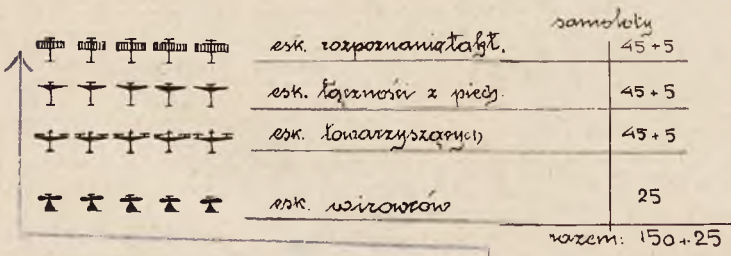 samoloty
esk. rozpoznania takt. 45+5
esk. łączności z piech. 45+5
esk. towarzyszących 45+5
esk. wirowców 25
razem: 150+25